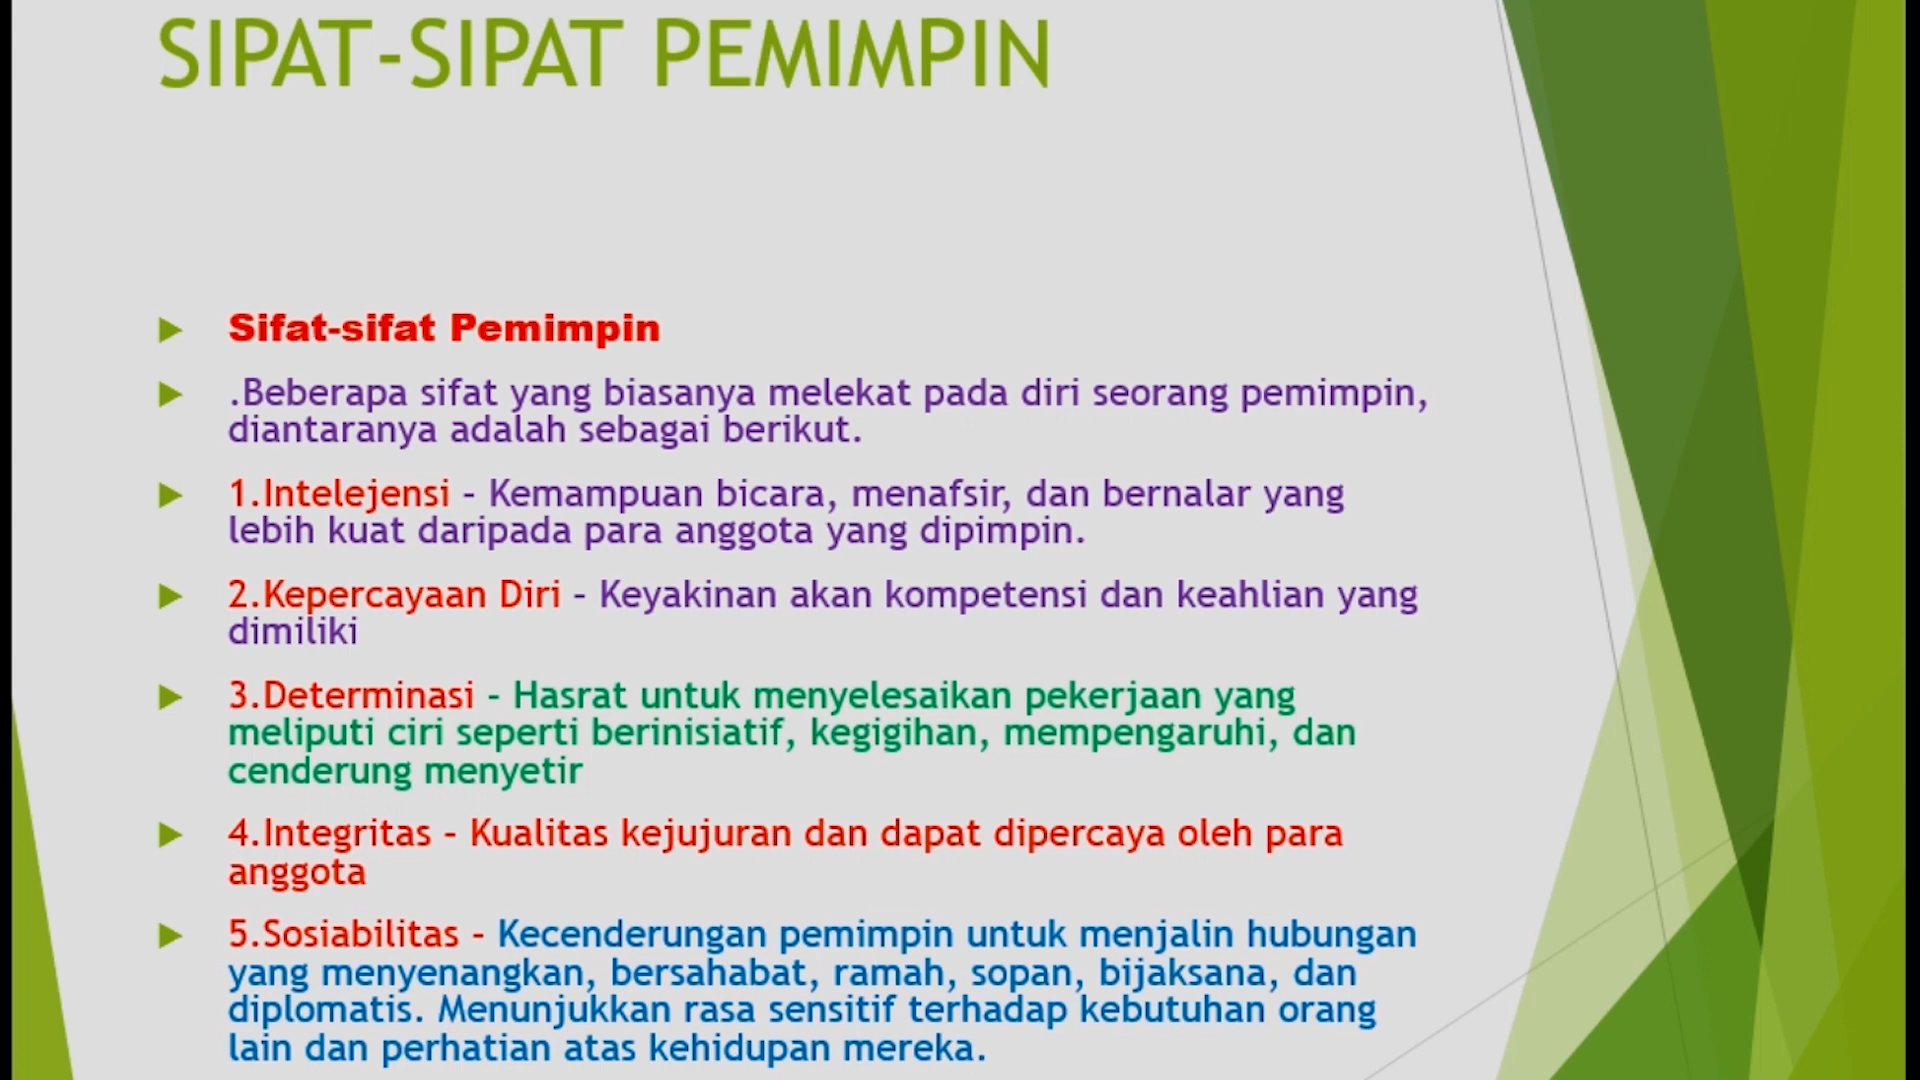 SIPAT-SIPAT PEMIMPIN
Sifat-sifat Pemimpin
.Beberapa sifat yang biasanya melekat pada diri seorang pemimpin,
diantaranya adalah sebagai berikut.
1.Intelejensi – Kemampuan bicara, menafsir, dan bernalar yang
lebih kuat daripada para anggota yang dipimpin.
2.Kepercayaan Diri – Keyakinan akan kompetensi dan keahlian yang
dimiliki
3.Determinasi – Hasrat untuk menyelesaikan pekerjaan yang
meliputi ciri seperti berinisiatif, kegigihan, mempengaruhi, dan
cenderung menyetir
4.Integritas – Kualitas kejujuran dan dapat dipercaya oleh para
anggota
5.Sosiabilitas – Kecenderungan pemimpin untuk menjalin hubungan
yang menyenangkan, bersahabat, ramah, sopan, bijaksana, dan
diplomatis. Menunjukkan rasa sensitif terhadap kebutuhan orang
lain dan perhatian atas kehidupan mereka.